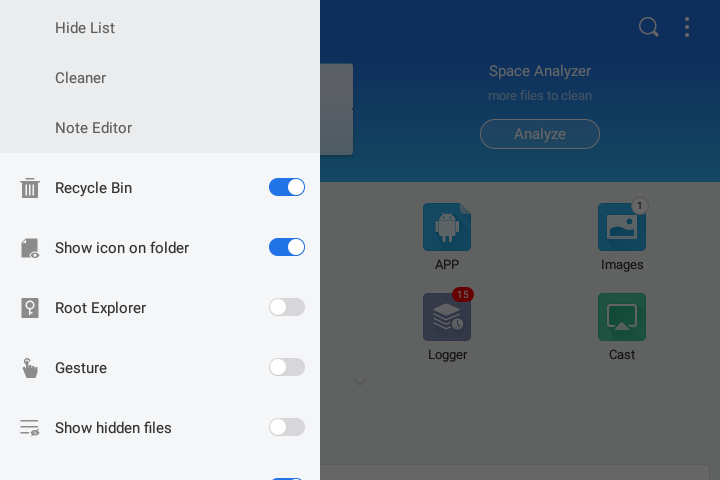 Hide List
Cleaner
Note Editor
Recycle Bin
Show icon on folder
Root Explorer
Gesture
Show hidden files
Space Analyzer
more files to clean
Analyze
1
APP
Images
15
Logger
Cast